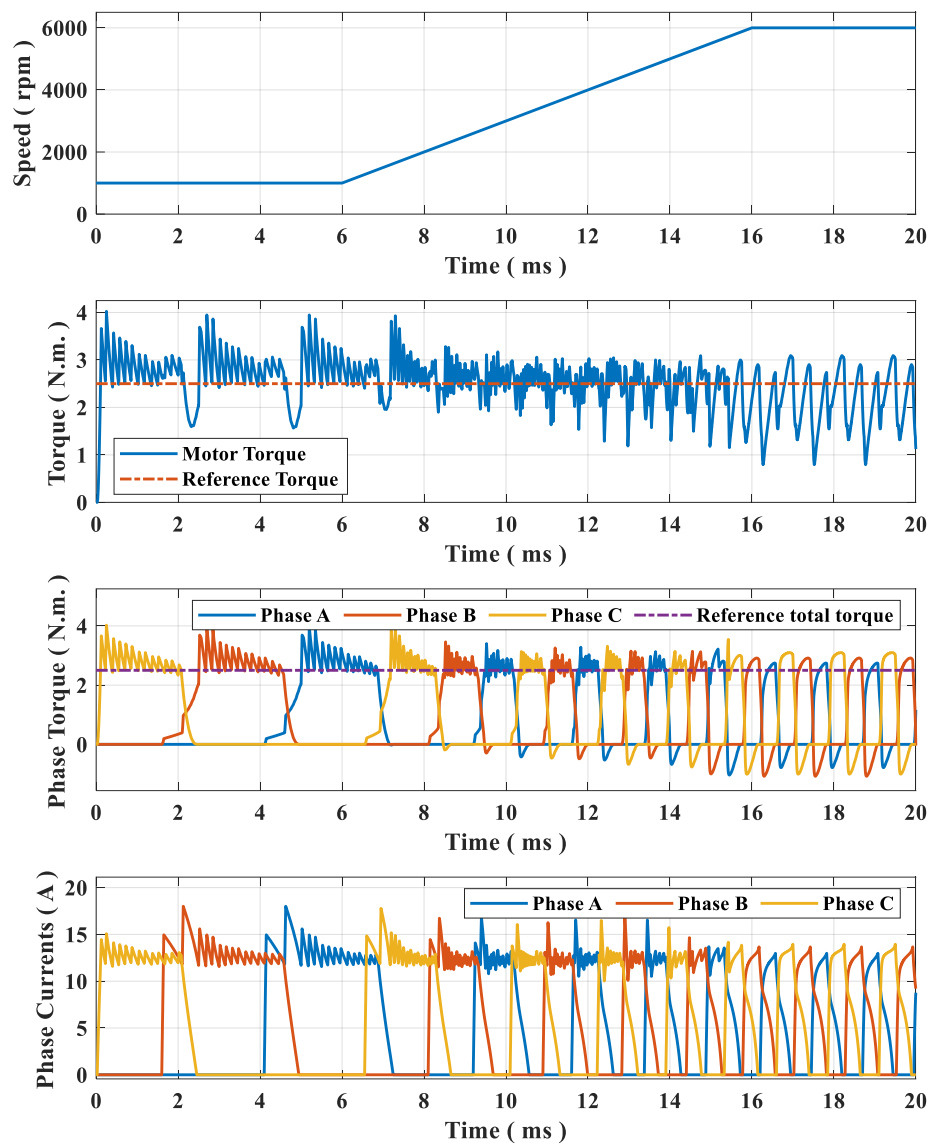 Speed ( rpm )
6000
4000
2000
0
0 2 4 6 8 10 12 14 16 18 20
Time ( ms )
Torque ( N.m. )
4
3
2
1
0
Motor Torque
Reference Torque
0 2 4 6 8 10 12 14 16 18 20
Time ( ms )
Phase Torque ( N.m. )
Phase A Phase B Phase C Reference total torque
4
2
0
0 2 4 6 8 10 12 14 16 18 20
Time ( ms )
Phase Currents ( A )
Phase A Phase B Phase C
20
15
10
5
0
0 2 4 6 8 10 12 14 16 18 20
Time ( ms )